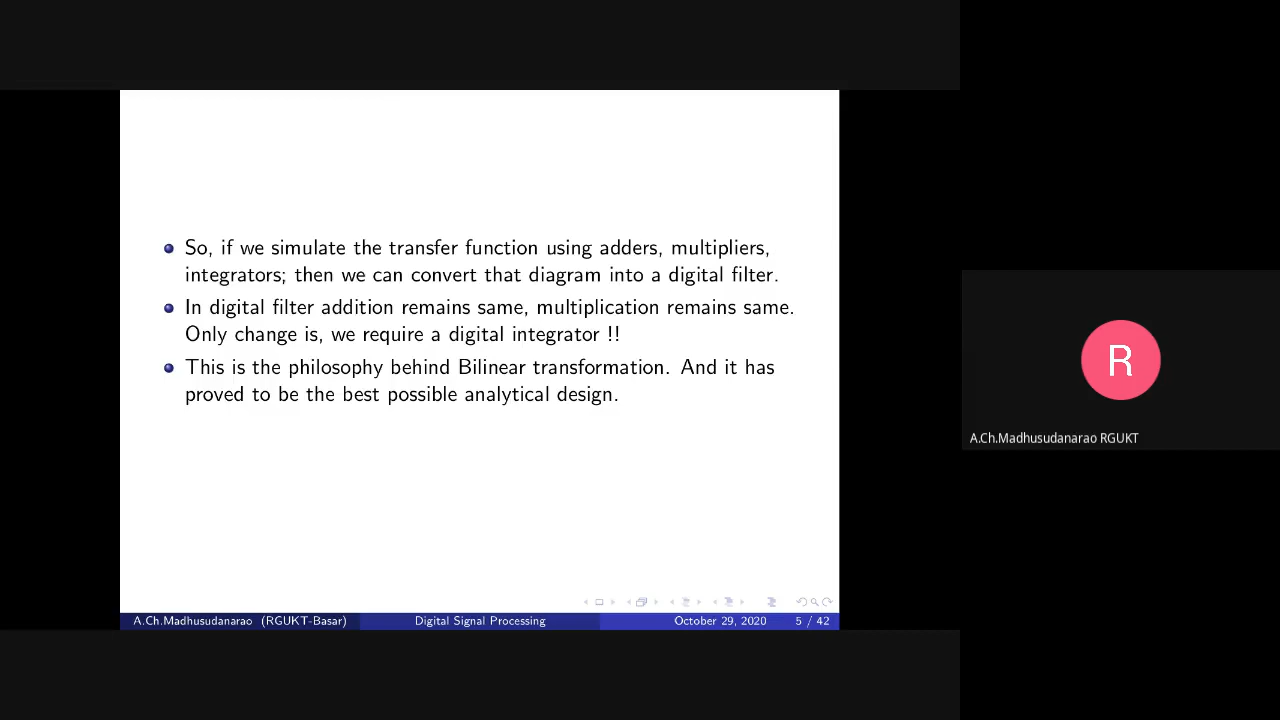 So, if we simulate the transfer function using adders, multipliers,
integrators; then we can convert that diagram into a digital filter.
In digital filter addition remains same, multiplication remains same.
Only change is, we require a digital integrator !!
This is the philosophy behind Bilinear transformation. And it has
proved to be the best possible analytical design.
A.Ch.Madhusudanarao (RGUKT-Basar) Digital Signal Processing October 29, 2020 5 / 42
R
A.Ch.Madhusudanarao RGUKT